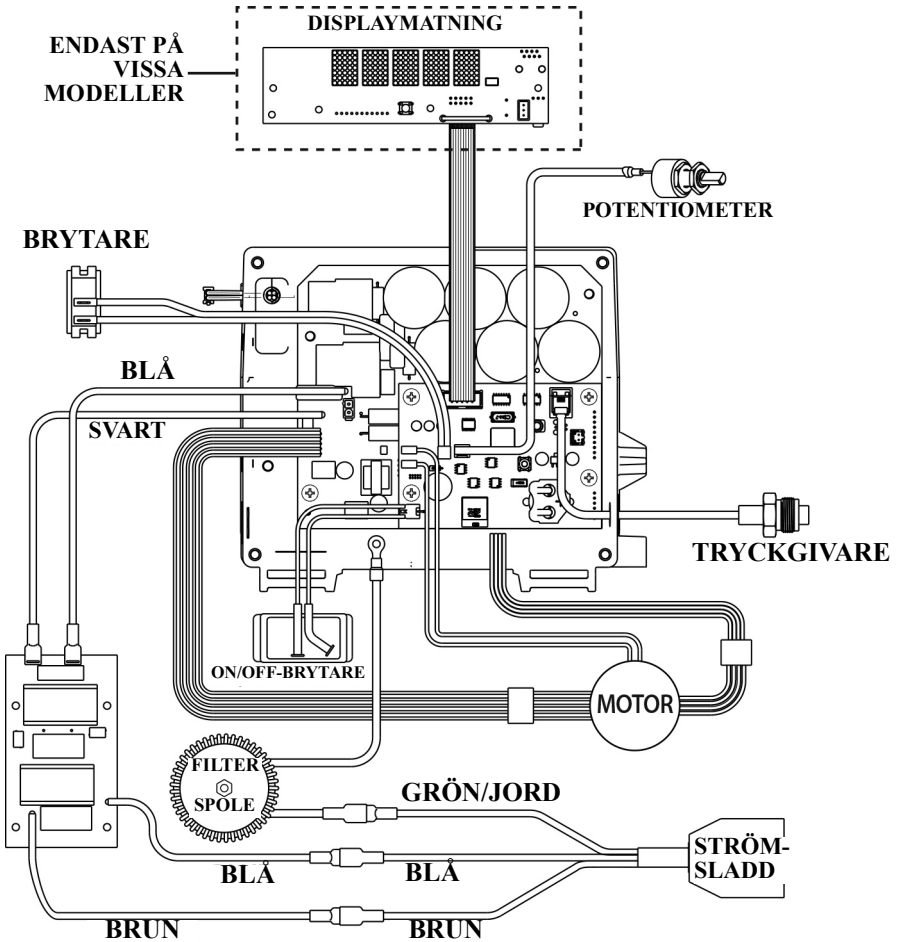 DISPLAYMATNING
ENDAST PÅ
VISSA
MODELLER
POTENTIOMETER
BRYTARE
BLÅ
SVART
TRYCKGIVARE
ON/OFF-BRYTARE
MOTOR
FILTER
SPOLE
GRÖN/JORD
STRÖM-
SLADD
BLÅ
BLÅ
BRUN
BRUN